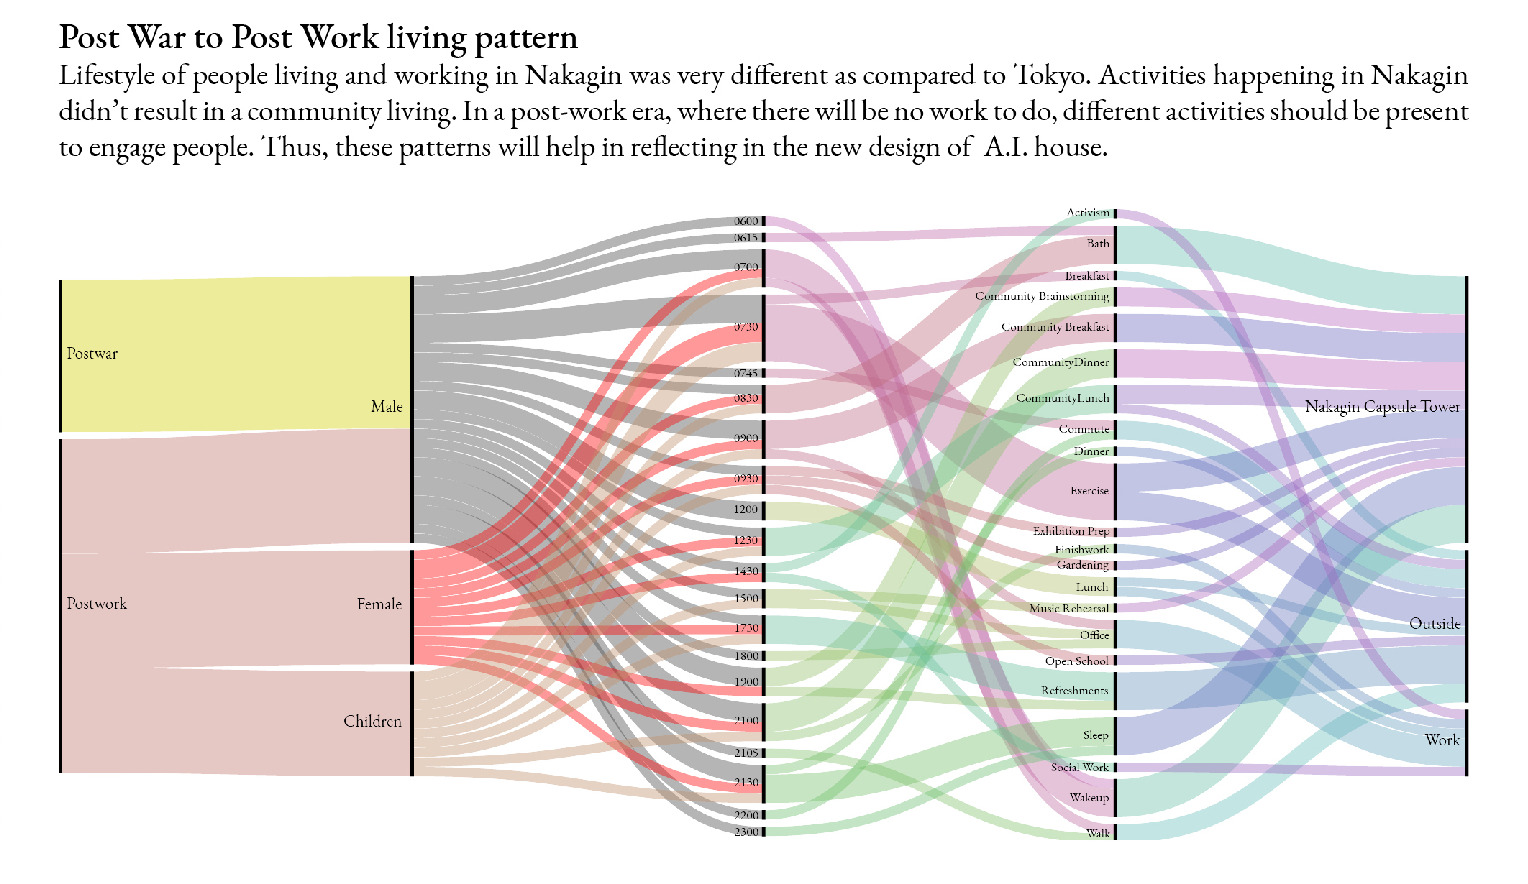 Post War to Post Work living pattern
Lifestyle of people living and working in Nakagin was very different as compared to Tokyo. Activities happening in Nakagin
didn’t result in a community living. In a post-work era, where there will be no work to do, different activities should be present
to engage people. Thus, these patterns will help in reflecting in the new design of A.I. house.
Postwar
Postwork
Male
Female
Children
0600
0615
0700
0730
0745
0830
0900
0930
1200
1230
1430
1500
1730
1800
1900
2100
2105
2130
2200
2300
Activism
Bath
Breakfast
Community Brainstorming
Community Breakfast
CommunityDinner
CommunityLunch
Commute
Dinner
Exercise
Exhibition Prep
Finishwork
Gardening
Lunch
Music Rehearsal
Office
Open School
Refreshments
Sleep
Social Work
Wakeup
Walk
Nakagin Capsule Tower
Outside
Work